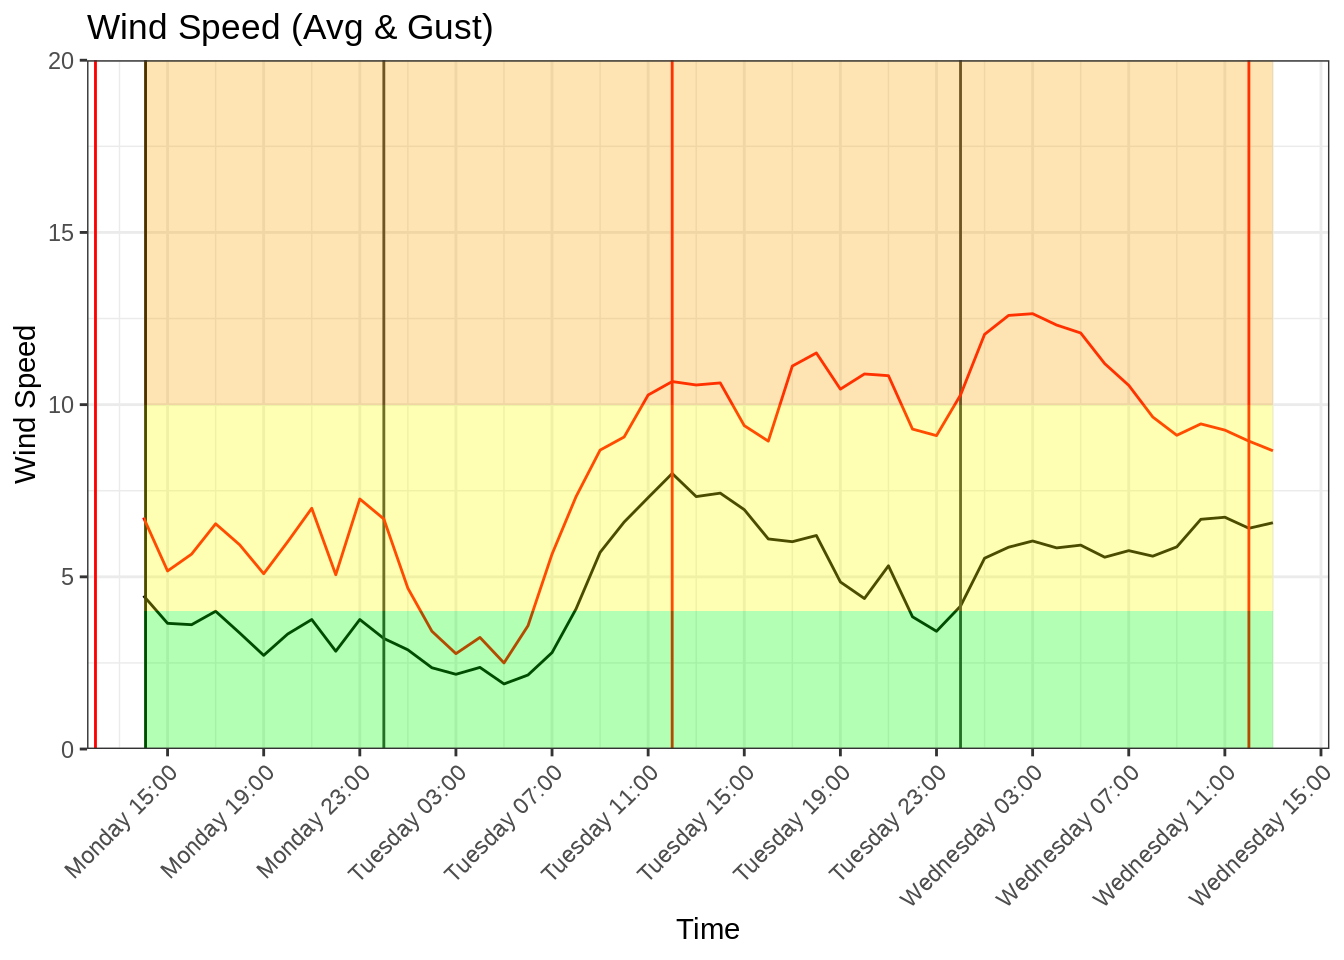 Wind Speed (Avg & Gust)
20
15
10
5
0
Wind Speed
Monday 15:00
Monday 19:00
Monday 23:00
Tuesday 03:00
Tuesday 07:00
Tuesday 11:00
Tuesday 15:00
Tuesday 19:00
Tuesday 23:00
Wednesday 03:00
Wednesday 07:00
Wednesday 11:00
Wednesday 15:00
Time